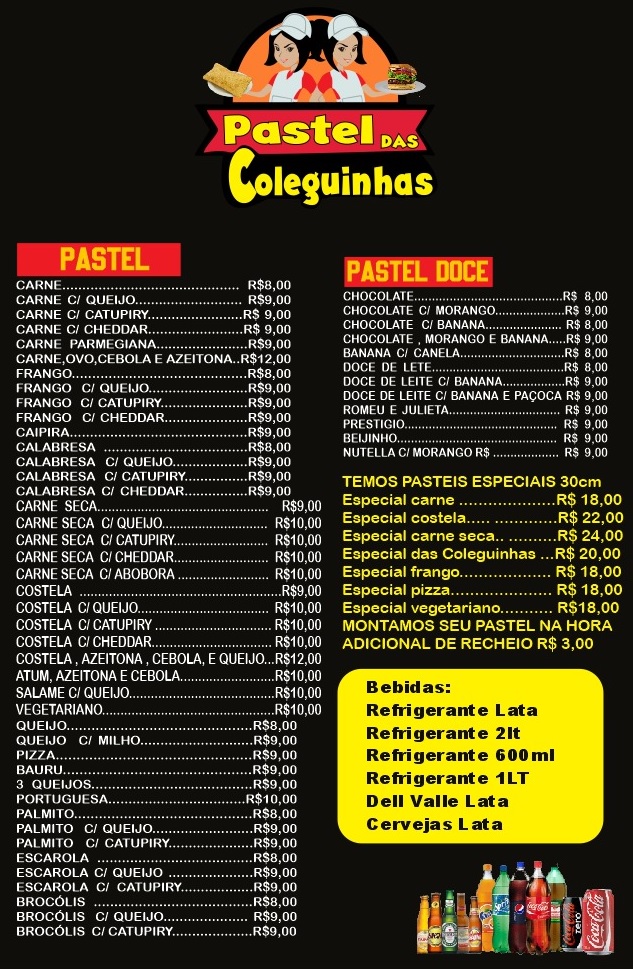 Pastel DAS
Coleguinhas
PASTEL
CARNE.......................................... R$8,00
CARNE C/ QUEIJO.......................... R$9,00
CARNE C/ CATUPIRY.......................R$ 9,00
CARNE C/ CHEDDAR....................... R$ 9,00
CARNE PARMEGIANA......................R$9,00
CARNE,OVO,CEBOLA E AZEITONA..R$12,00
FRANGO..........................................R$8,00
FRANGO C/ QUEIJO........................R$9,00
FRANGO C/ CATUPIRY.....................R$9,00
FRANGO C/ CHEDDAR....................R$9,00
CAIPIRA...........................................R$9,00
CALABRESA ...................................R$8,00
CALABRESA C/ QUEIJO..................R$9,00
CALABRESA C/ CATUPIRY...............R$9,00
CALABRESA C/ CHEDDAR...............R$9,00
CARNE SECA............................................ R$9,00
CARNE SECA C/ QUEIJO........................... R$10,00
CARNE SECA C/ CATUPIRY........................ R$10,00
CARNE SECA C/ CHEDDAR........................ R$10,00
CARNE SECA C/ ABOBORA ....................... R$10,00
COSTELA ....................................................R$9,00
COSTELA C/ QUEIJO.................................. R$10,00
COSTELA C/ CATUPIRY .............................. R$10,00
COSTELA C/ CHEDDAR............................... R$10,00
COSTELA , AZEITONA , CEBOLA, E QUEIJO...R$12,00
ATUM, AZEITONA E CEBOLA........................R$10,00
SALAME C/ QUEIJO.....................................R$10,00
VEGETARIANO............................................R$10,00
QUEIJO............................................R$8,00
QUEIJO C/ MILHO...........................R$9,00
PIZZA...............................................R$9,00
BAURU.............................................R$9,00
3 QUEIJOS......................................R$9,00
PORTUGUESA................................R$10,00
PALMITO..........................................R$8,00
PALMITO C/ QUEIJO.......................R$9,00
PALMITO C/ CATUPIRY...................R$9,00
ESCAROLA .....................................R$8,00
ESCAROLA C/ QUEIJO ...................R$9,00
ESCAROLA C/ CATUPIRY................R$9,00
BROCÓLIS ......................................R$8,00
BROCÓLIS C/ QUEIJO..................... R$9,00
BROCÓLIS C/ CATUPIRY..................R$9,00
PASTEL DOCE
CHOCOLATE.......................................R$ 8,00
CHOCOLATE C/ MORANGO..................R$ 9,00
CHOCOLATE C/ BANANA.................... R$ 8,00
CHOCOLATE , MORANGO E BANANA.....R$ 9,00
BANANA C/ CANELA............................R$ 8,00
DOCE DE LETE...................................R$ 8,00
DOCE DE LEITE C/ BANANA.................R$ 9,00
DOCE DE LEITE C/ BANANA E PAÇOCA R$ 9,00
ROMEU E JULIETA............................. R$ 9,00
PRESTIGIO........................................ R$ 9,00
BEIJINHO........................................... R$ 9,00
NUTELLA C/ MORANGO R$ ...................... R$ 9,00
TEMOS PASTEIS ESPECIAIS 30cm
Especial carne ....................R$ 18,00
Especial costela..... .............R$ 22,00
Especial carne seca.. ..........R$ 24,00
Especial das Coleguinhas ...R$ 20,00
Especial frango................... R$ 18,00
Especial pizza..................... R$ 18,00
Especial vegetariano........... R$18,00
MONTAMOS SEU PASTEL NA HORA
ADICIONAL DE RECHEIO R$ 3,00
Bebidas:
Refrigerante Lata
Refrigerante 2lt
Refrigerante 600ml
Refrigerante 1LT
Dell Valle Lata
Cervejas Lata